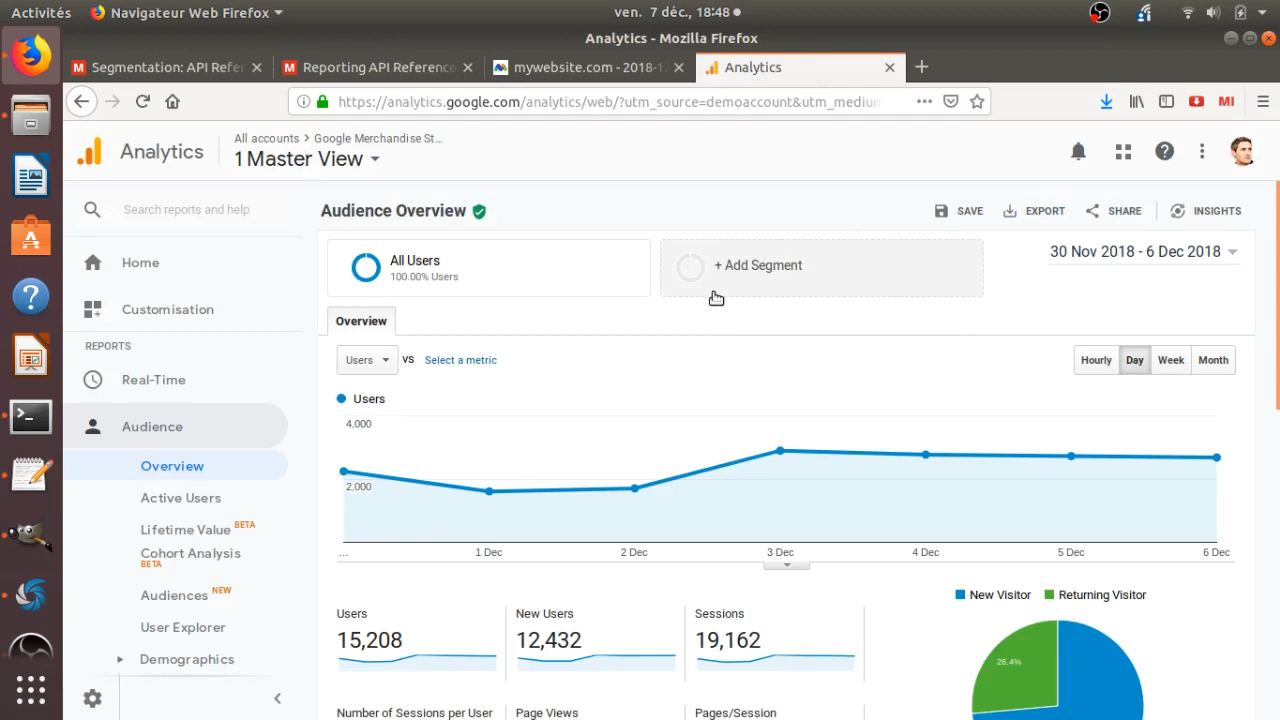 Activités
Navigateur Web Firefox
ven. 7 déc., 18:48
Analytics - Mozilla Firefox
Segmentation: API Refer
Reporting API Reference
mywebsite.com - 2018-1
Analytics
https://analytics.google.com/analytics/web/?utm_source=demoaccount&utm_medium
MI
Analytics
All accounts > Google Merchandise St...
1 Master View
Search reports and help
Audience Overview
SAVE
EXPORT
SHARE
INSIGHTS
Home
Customisation
REPORTS
Real-Time
Audience
Overview
Active Users
Lifetime Value BETA
Cohort Analysis
BETA
Audiences NEW
User Explorer
Demographics
All Users
100.00% Users
+ Add Segment
30 Nov 2018 - 6 Dec 2018
Overview
Users
VS
Select a metric
Hourly
Day
Week
Month
Users
4,000
2,000
...
1 Dec
2 Dec
3 Dec
4 Dec
5 Dec
6 Dec
New Visitor
Returning Visitor
26.4%
Users
15,208
New Users
12,432
Sessions
19,162
Number of Sessions per User
Page Views
Pages/Session